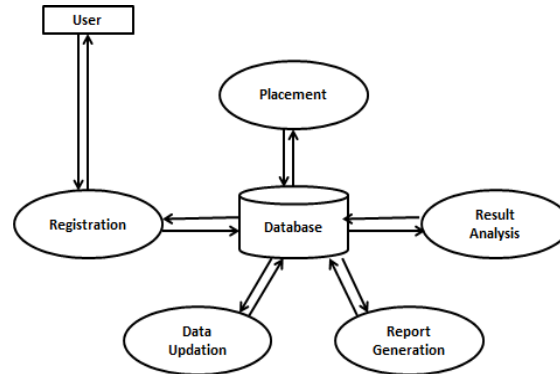 User
Placement
Registration
Database
Result
Analysis
Data
Updation
Report
Generation